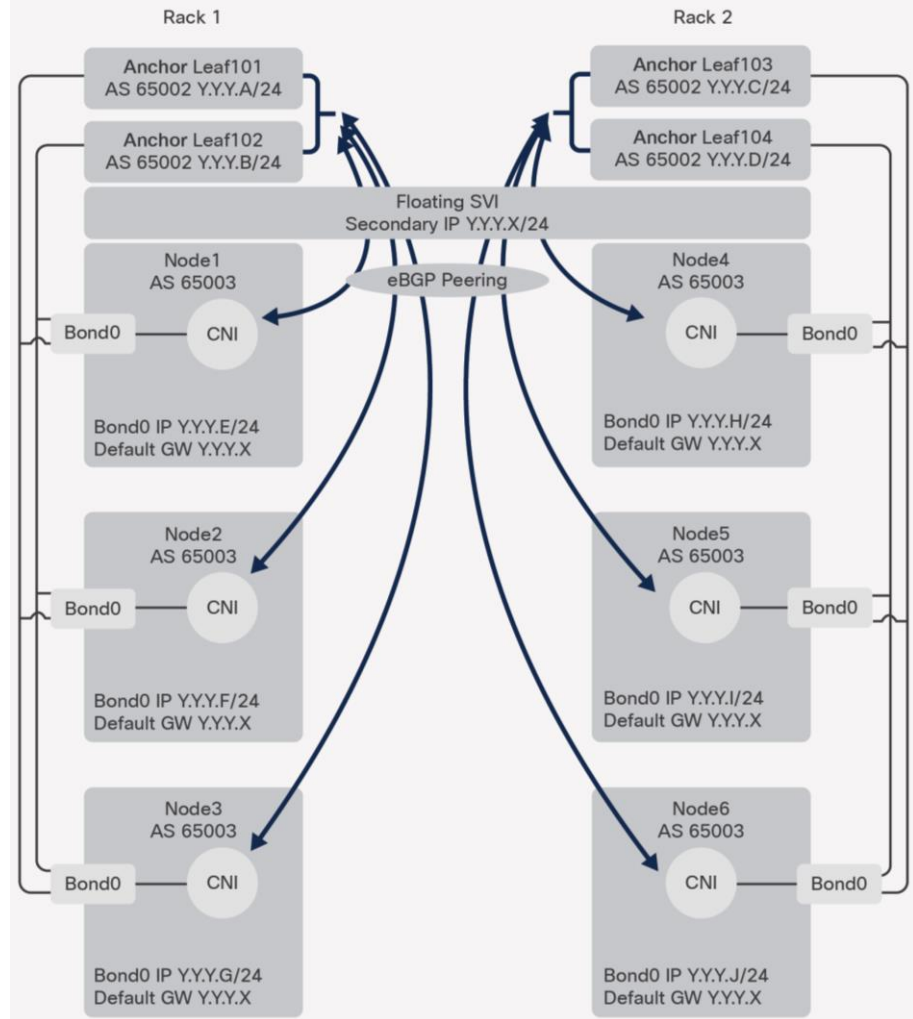 Rack 1
Rack 2
Anchor Leaf101
AS 65002 Y.Y.Y.A/24
Anchor Leaf103
AS 65002 Y.Y.Y.C/24
Anchor Leaf102
AS 65002 Y.Y.Y.B/24
Anchor Leaf104
AS 65002 Y.Y.Y.D/24
Floating SVI
Secondary IP Y.Y.Y.X/24
eBGP Peering
Node1
AS 65003
Bond0
CNI
Bond0 IP Y.Y.Y.E/24
Default GW Y.Y.Y.X
Node4
AS 65003
CNI
Bond0
Bond0 IP Y.Y.Y.H/24
Default GW Y.Y.Y.X
Node2
AS 65003
Bond0
CNI
Bond0 IP Y.Y.Y.F/24
Default GW Y.Y.Y.X
Node5
AS 65003
CNI
Bond0
Bond0 IP Y.Y.Y.I/24
Default GW Y.Y.Y.X
Node3
AS 65003
Bond0
CNI
Bond0 IP Y.Y.Y.G/24
Default GW Y.Y.Y.X
Node6
AS 65003
CNI
Bond0
Bond0 IP Y.Y.Y.J/24
Default GW Y.Y.Y.X